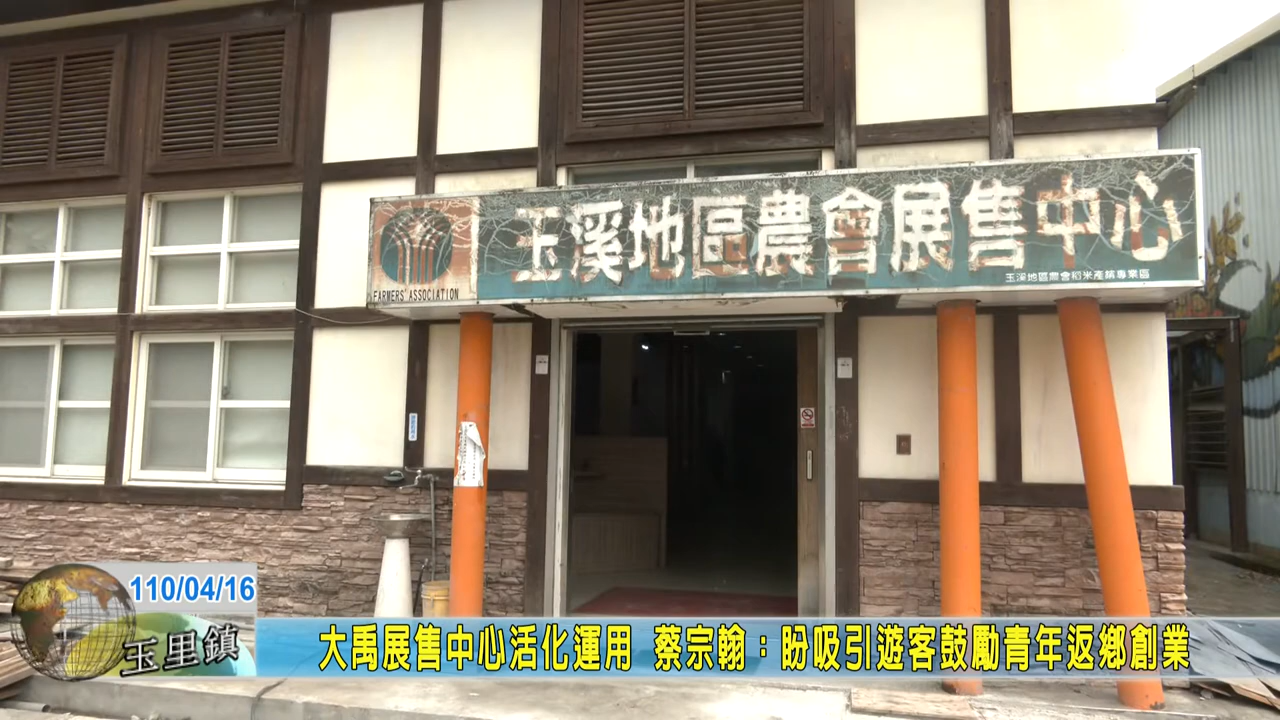 玉溪地區農會展售中心
FARMERS ASSOCIATION
玉溪地區農會稻米產銷專業區
110/04/16
玉里鎮
大禹展售中心活化運用 蔡宗翰：盼吸引遊客鼓勵青年返鄉創業